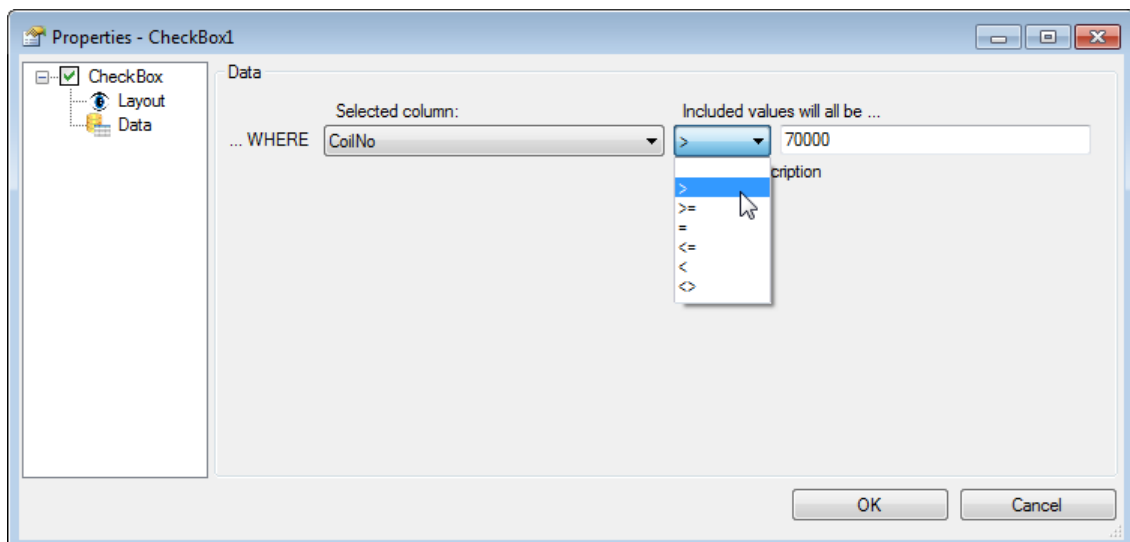 Properties - CheckBox1
CheckBox
Layout
Data
Data
Selected column:
Included values will all be ...
... WHERE
CoilNo
>
70000
cription
>
>=
=
<=
<
<>
OK
Cancel